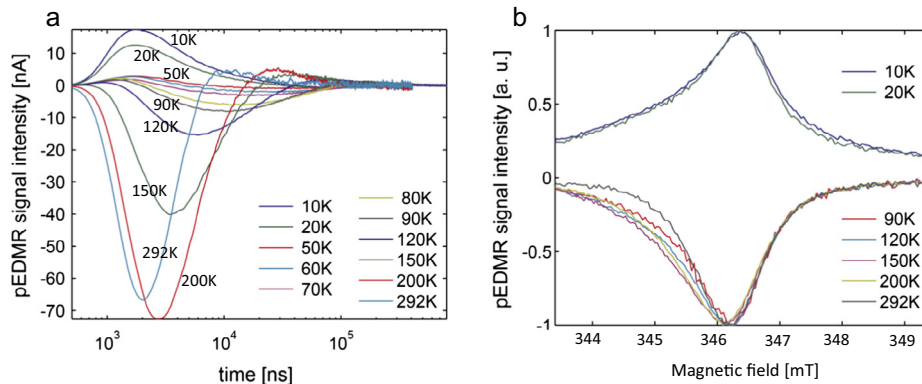 a
pEDMR signal intensity [nA]
10
0
-10
-20
-30
-40
-50
-60
-70
10K
20K
50K
90K
120K
150K
292K
200K
10K
20K
50K
60K
70K
80K
90K
120K
150K
200K
292K
10³
10⁴
10⁵
time [ns]
b
pEDMR signal intensity [a. u.]
1
0.5
0
-0.5
-1
10K
20K
90K
120K
150K
200K
292K
344 345 346 347 348 349
Magnetic field [mT]